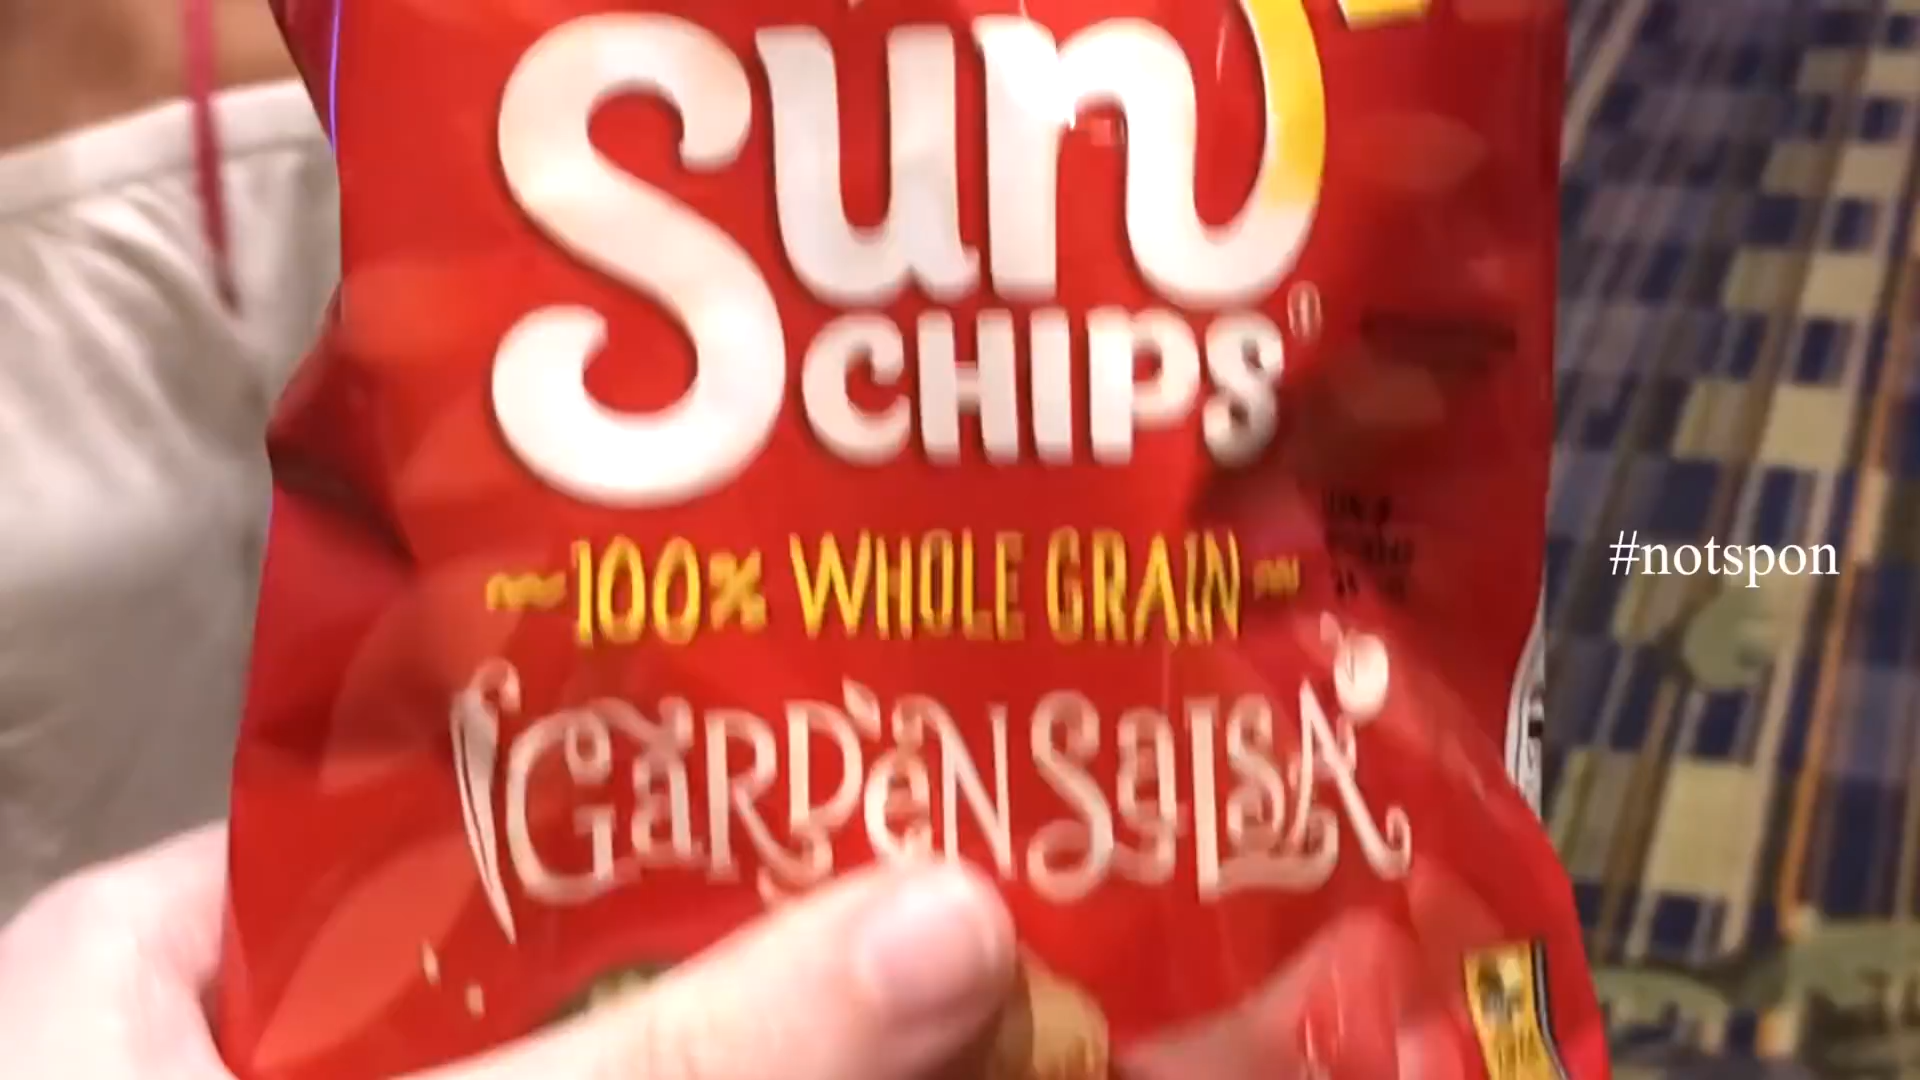 Sun
CHIPS®
~100% WHOLE GRAIN~
GARDEN SALSA
#notspon